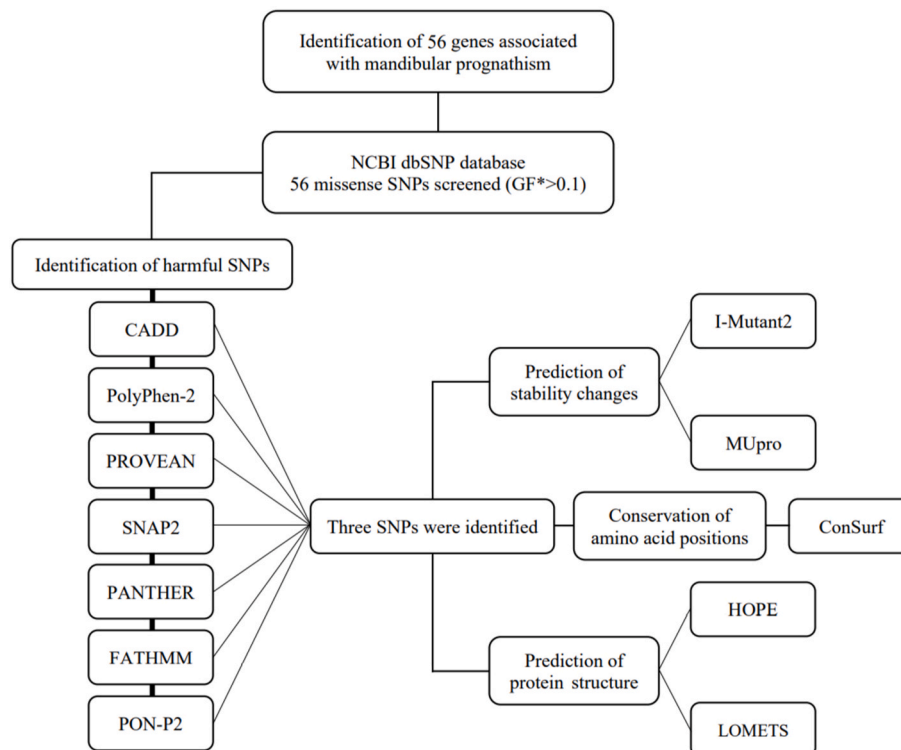 Identification of 56 genes associated
with mandibular prognathism
NCBI dbSNP database
56 missense SNPs screened (GF*>0.1)
Identification of harmful SNPs
CADD
PolyPhen-2
PROVEAN
SNAP2
PANTHER
FATHMM
PON-P2
Three SNPs were identified
Prediction of
stability changes
I-Mutant2
MUpro
Conservation of
amino acid positions
ConSurf
Prediction of
protein structure
HOPE
LOMETS